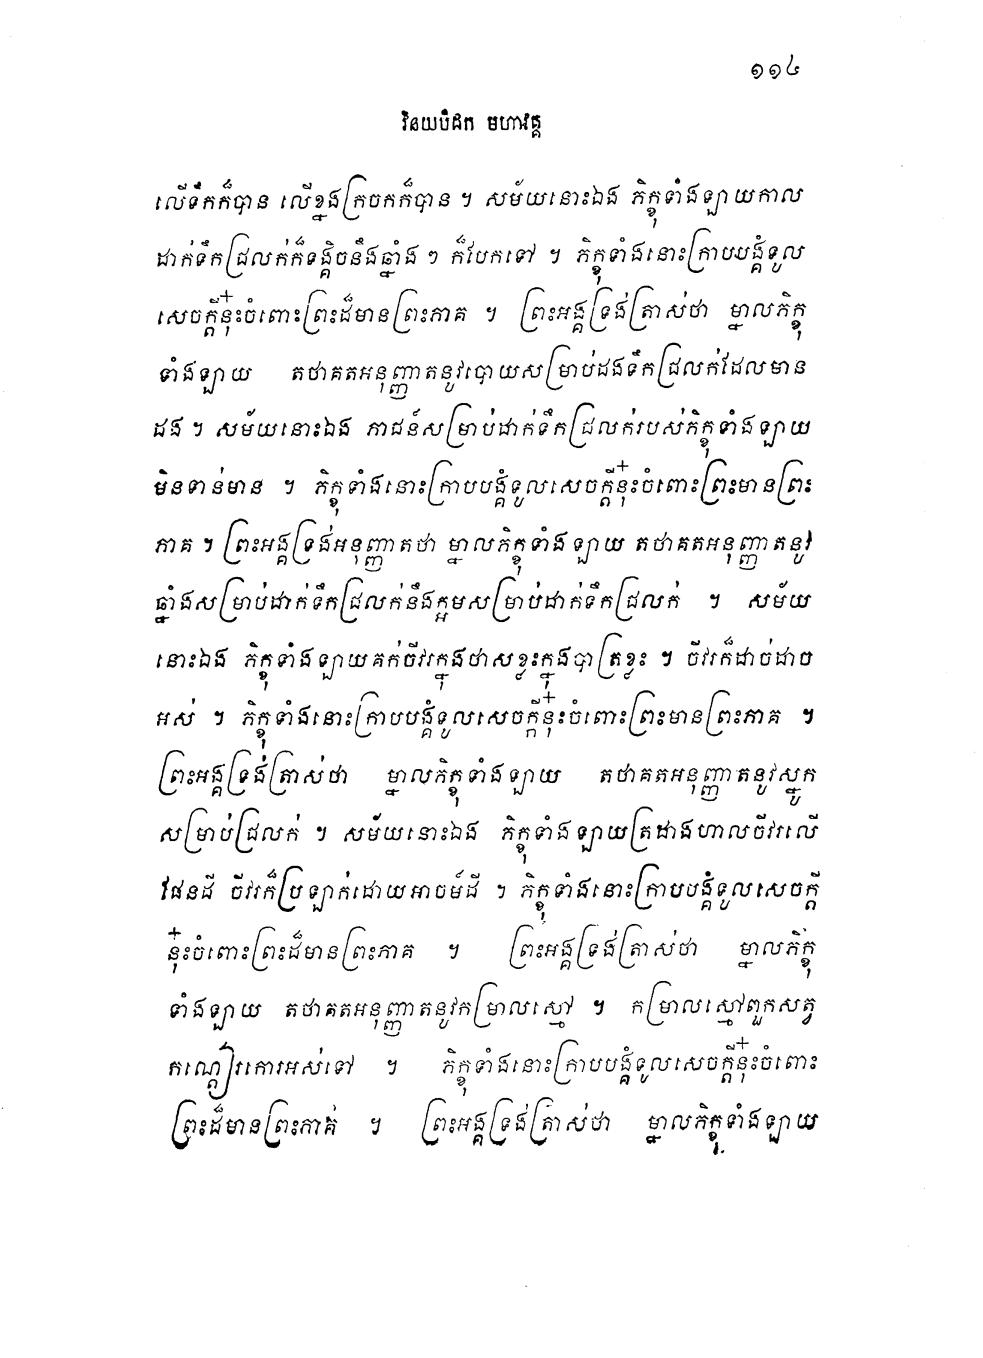 ១១៤
វិនយបិដក មហាវគ្គ
លើទឹកក៏បាន លើខ្នងក្រចកក៏បាន ។ សម័យនោះឯង ភិក្ខុទាំងឡាយកាល
ដាក់ទឹកជ្រលក់ក៏ទង្គិចនឹងឆ្នាំង ៗ ក៏បែកទៅ ។ ភិក្ខុទាំងនោះក្រាបបង្គំទូល
សេចក្តីនុ៎ះចំពោះព្រះដ៏មានព្រះភាគ ។ ព្រះអង្គទ្រង់ត្រាស់ថា ម្នាលភិក្ខុ
ទាំងឡាយ តថាគតអនុញ្ញាតនូវបោយសម្រាប់ដងទឹកជ្រលក់ដែលមាន
ដង ។ សម័យនោះឯង ភាជន៍សម្រាប់ដាក់ទឹកជ្រលក់របស់ភិក្ខុទាំងឡាយ
មិនទាន់មាន ។ ភិក្ខុទាំងនោះក្រាបបង្គំទូលសេចក្តីនុ៎ះចំពោះព្រះមានព្រះ
ភាគ ។ ព្រះអង្គទ្រង់អនុញ្ញាតថា ម្នាលភិក្ខុទាំងឡាយ តថាគតអនុញ្ញាតនូវ
ឆ្នាំងសម្រាប់ដាក់ទឹកជ្រលក់នឹងក្អមសម្រាប់ដាក់ទឹកជ្រលក់ ។ សម័យ
នោះឯង ភិក្ខុទាំងឡាយគក់ចីវរក្នុងថាសខ្លះក្នុងបាត្រខ្លះ ។ ចីវរក៏ដាច់ដាច
អស់ ។ ភិក្ខុទាំងនោះក្រាបបង្គំទូលសេចក្តីនុ៎ះចំពោះព្រះមានព្រះភាគ ។
ព្រះអង្គទ្រង់ត្រាស់ថា ម្នាលភិក្ខុទាំងឡាយ តថាគតអនុញ្ញាតនូវស្នូក
សម្រាប់ជ្រលក់ ។ សម័យនោះឯង ភិក្ខុទាំងឡាយត្រដាងហាលចីវរលើ
ផែនដី ចីវរក៏ប្រឡាក់ដោយអាចម៍ដី ។ ភិក្ខុទាំងនោះក្រាបបង្គំទូលសេចក្តី
នុ៎ះចំពោះព្រះដ៏មានព្រះភាគ ។ ព្រះអង្គទ្រង់ត្រាស់ថា ម្នាលភិក្ខុ
ទាំងឡាយ តថាគតអនុញ្ញាតនូវកម្រាលស្មៅ ។ កម្រាលស្មៅពួកសត្វ
កណ្តៀរកោរអស់ទៅ ។ ភិក្ខុទាំងនោះក្រាបបង្គំទូលសេចក្តីនុ៎ះចំពោះ
ព្រះដ៏មានព្រះភាគ ។ ព្រះអង្គទ្រង់ត្រាស់ថា ម្នាលភិក្ខុទាំងឡាយ